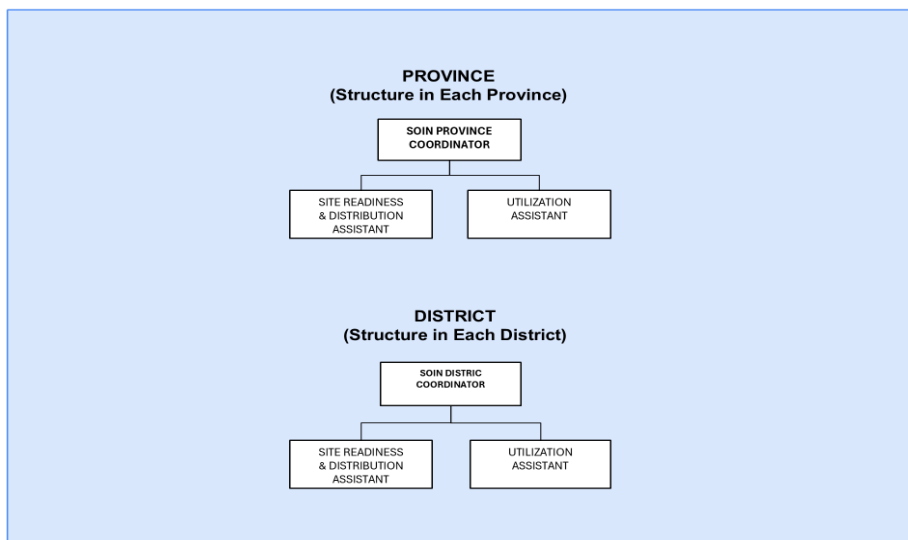 PROVINCE
(Structure in Each Province)
SOIN PROVINCE
COORDINATOR
SITE READINESS
& DISTRIBUTION
ASSISTANT
UTILIZATION
ASSISTANT
DISTRICT
(Structure in Each District)
SOIN DISTRIC
COORDINATOR
SITE READINESS
& DISTRIBUTION
ASSISTANT
UTILIZATION
ASSISTANT